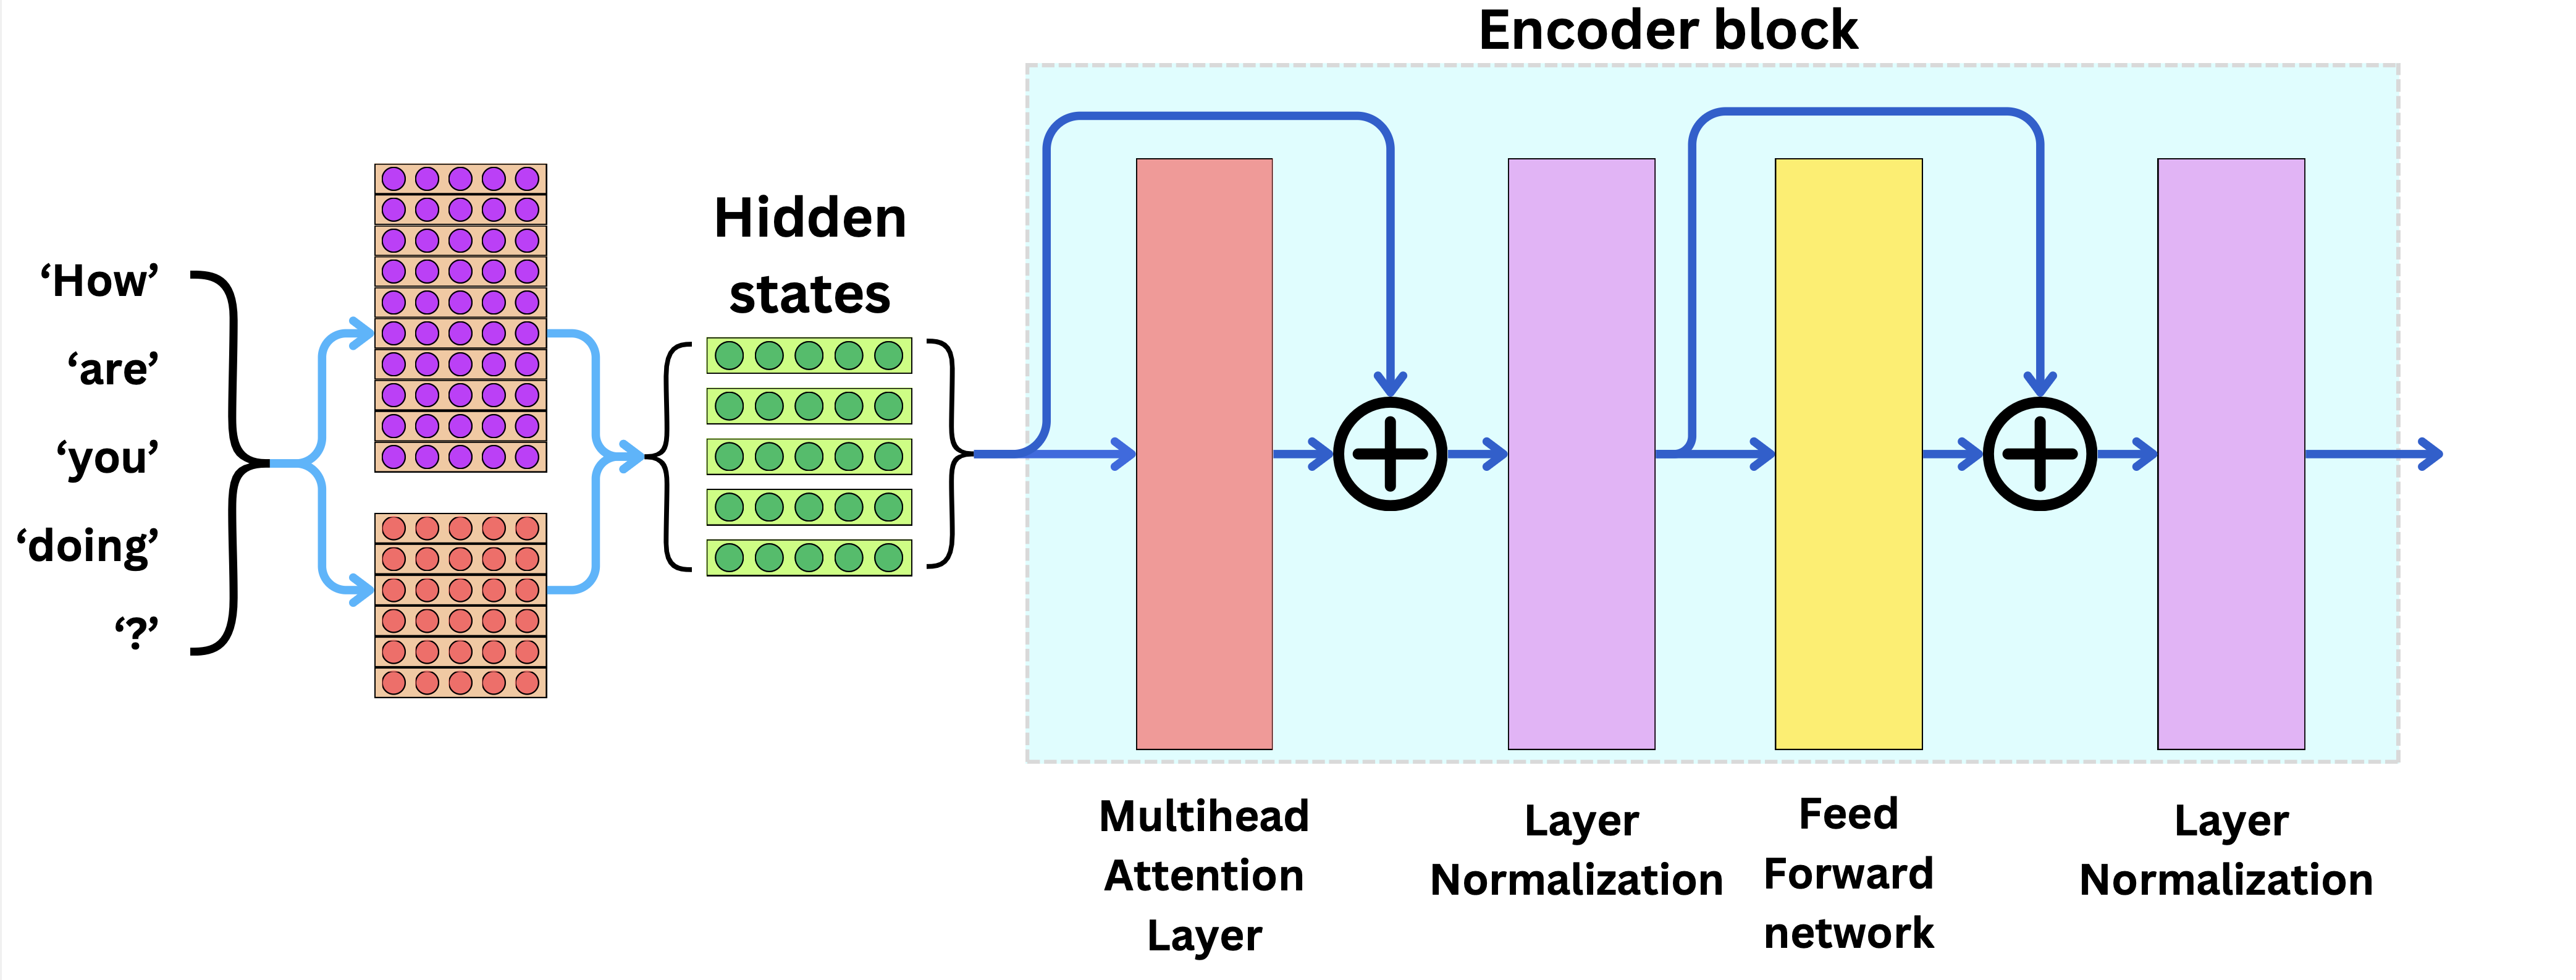 Encoder block
Hidden
states
‘How’
‘are’
‘you’
‘doing’
‘?’
Multihead
Attention
Layer
Layer
Normalization
Feed
Forward
network
Layer
Normalization